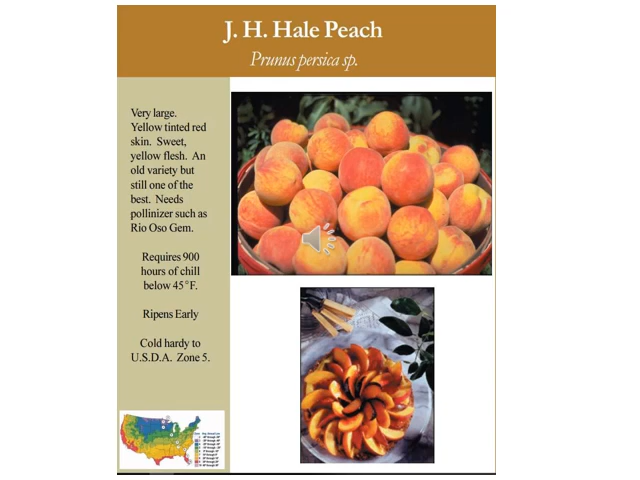 J. H. Hale Peach
Prunus persica sp.
Very large.
Yellow tinted red
skin. Sweet,
yellow flesh. An
old variety but
still one of the
best. Needs
pollinizer such as
Rio Oso Gem.
Requires 900
hours of chill
below 45°F.
Ripens Early
Cold hardy to
U.S.D.A. Zone 5.